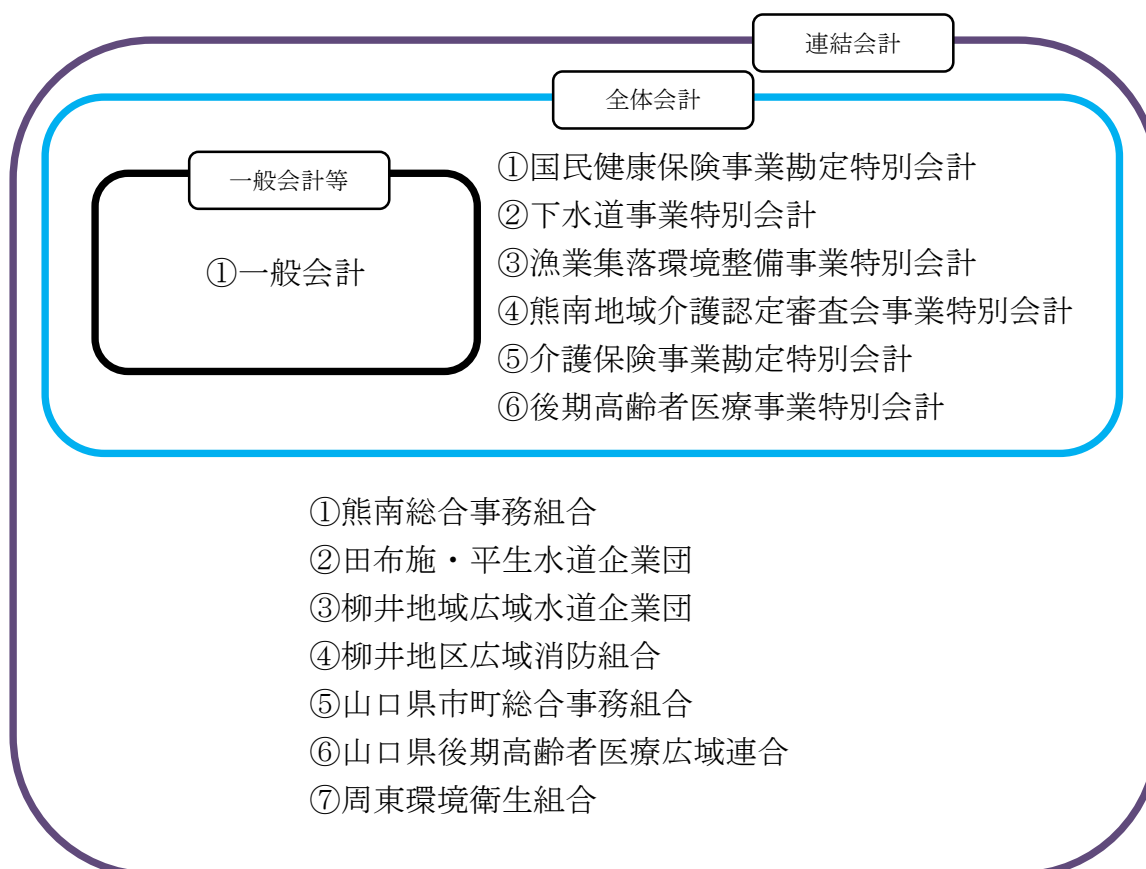 連結会計
全体会計
一般会計等
①一般会計
①国民健康保険事業勘定特別会計
②下水道事業特別会計
③漁業集落環境整備事業特別会計
④熊南地域介護認定審査会事業特別会計
⑤介護保険事業勘定特別会計
⑥後期高齢者医療事業特別会計
①熊南総合事務組合
②田布施・平生水道企業団
③柳井地域広域水道企業団
④柳井地区広域消防組合
⑤山口県市町総合事務組合
⑥山口県後期高齢者医療広域連合
⑦周東環境衛生組合